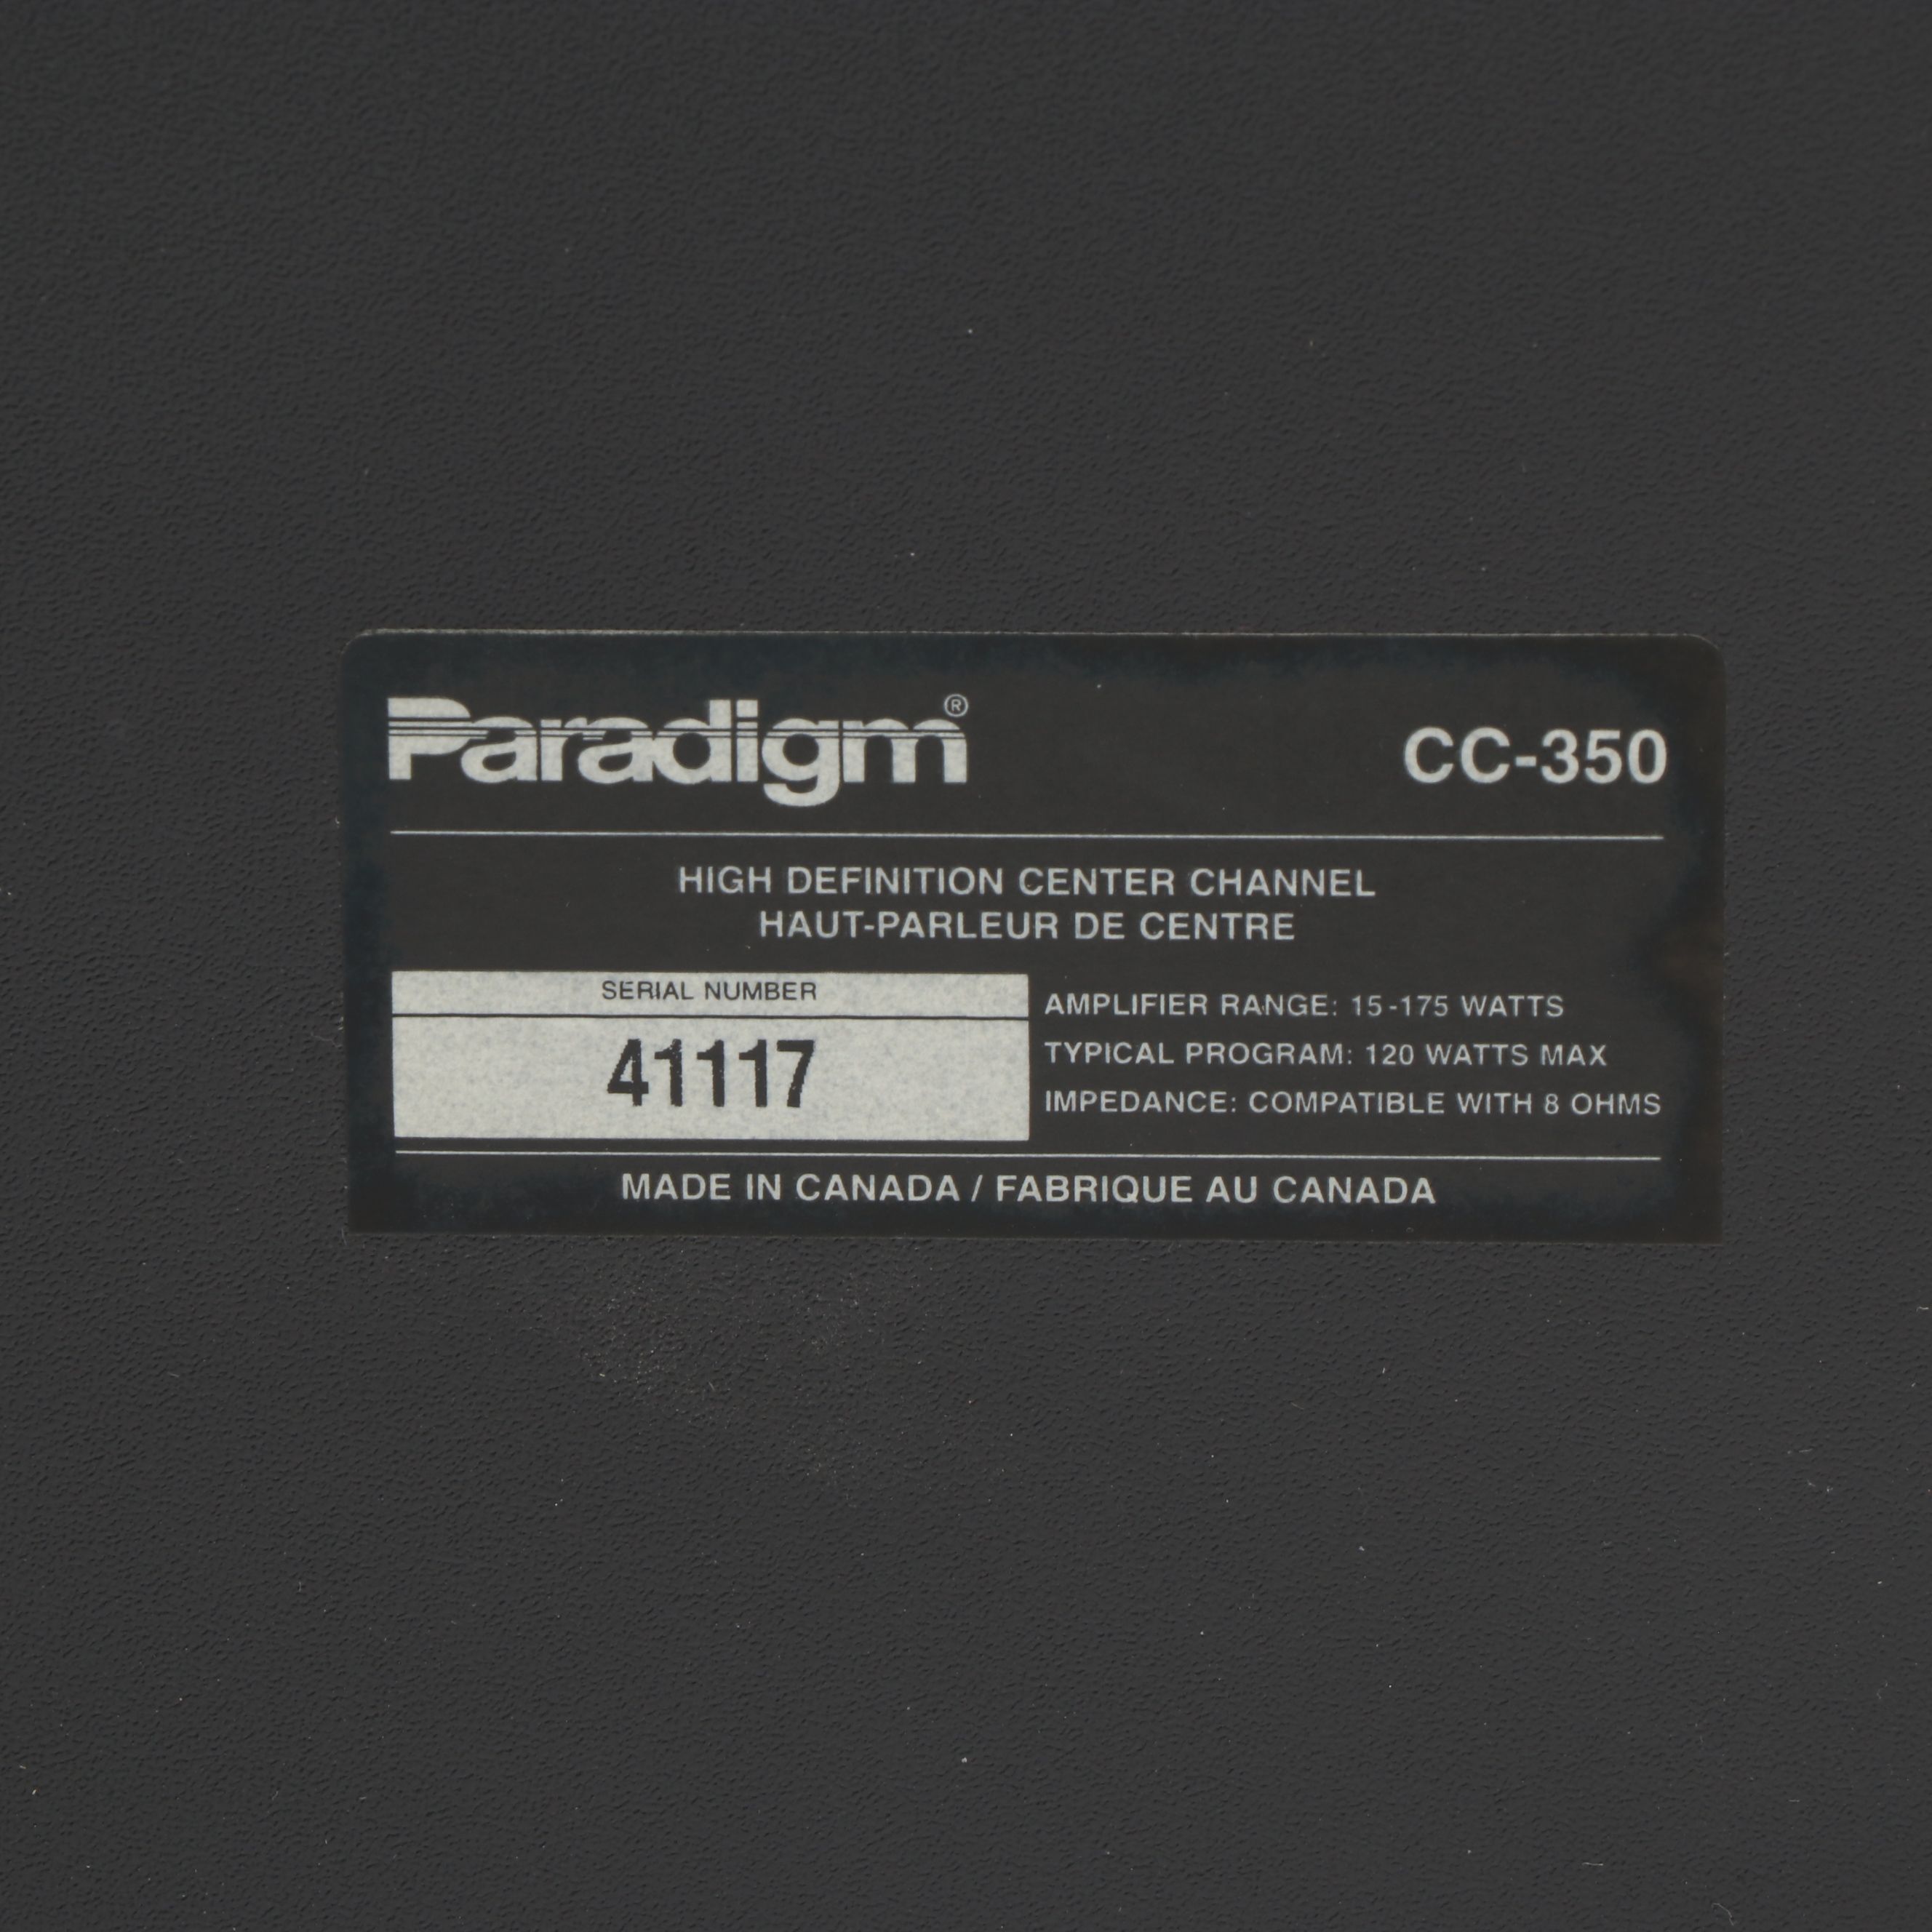 Paradigm® CC-350
HIGH DEFINITION CENTER CHANNEL
HAUT-PARLEUR DE CENTRE
SERIAL NUMBER
41117
AMPLIFIER RANGE: 15-175 WATTS
TYPICAL PROGRAM: 120 WATTS MAX
IMPEDANCE: COMPATIBLE WITH 8 OHMS
MADE IN CANADA / FABRIQUE AU CANADA